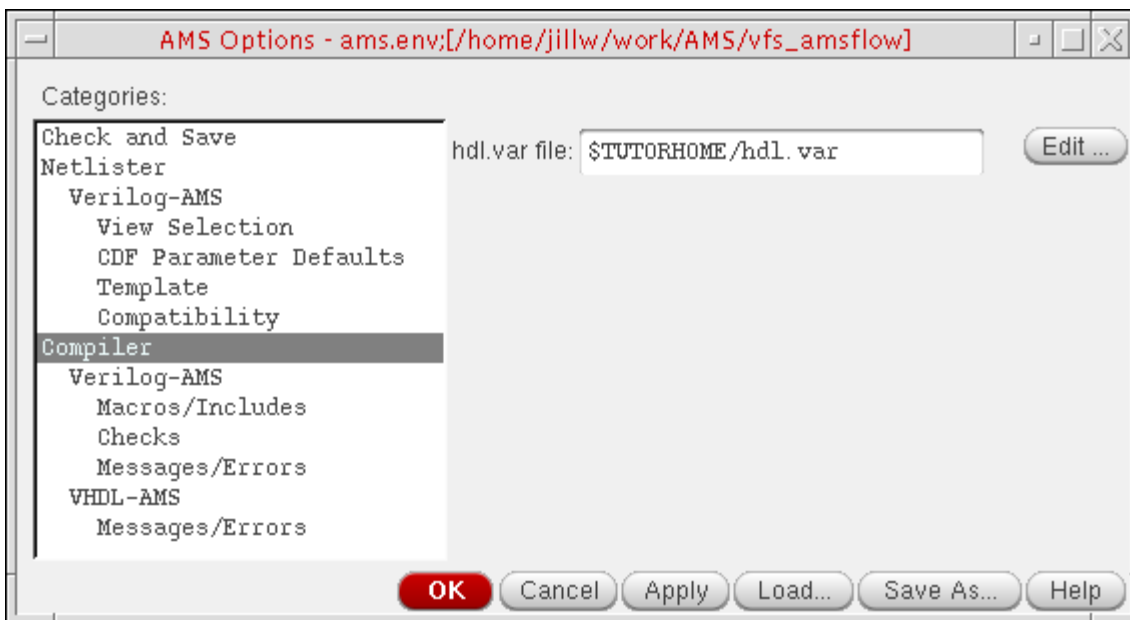 AMS Options - ams.env;[/home/jillw/work/AMS/vfs_amsflow]
Categories:
Check and Save
Netlister
Verilog-AMS
View Selection
CDF Parameter Defaults
Template
Compatibility
Compiler
Verilog-AMS
Macros/Includes
Checks
Messages/Errors
VHDL-AMS
Messages/Errors
hdl.var file: $TUTORHOME/hdl.var Edit ...
OK Cancel Apply Load... Save As... Help